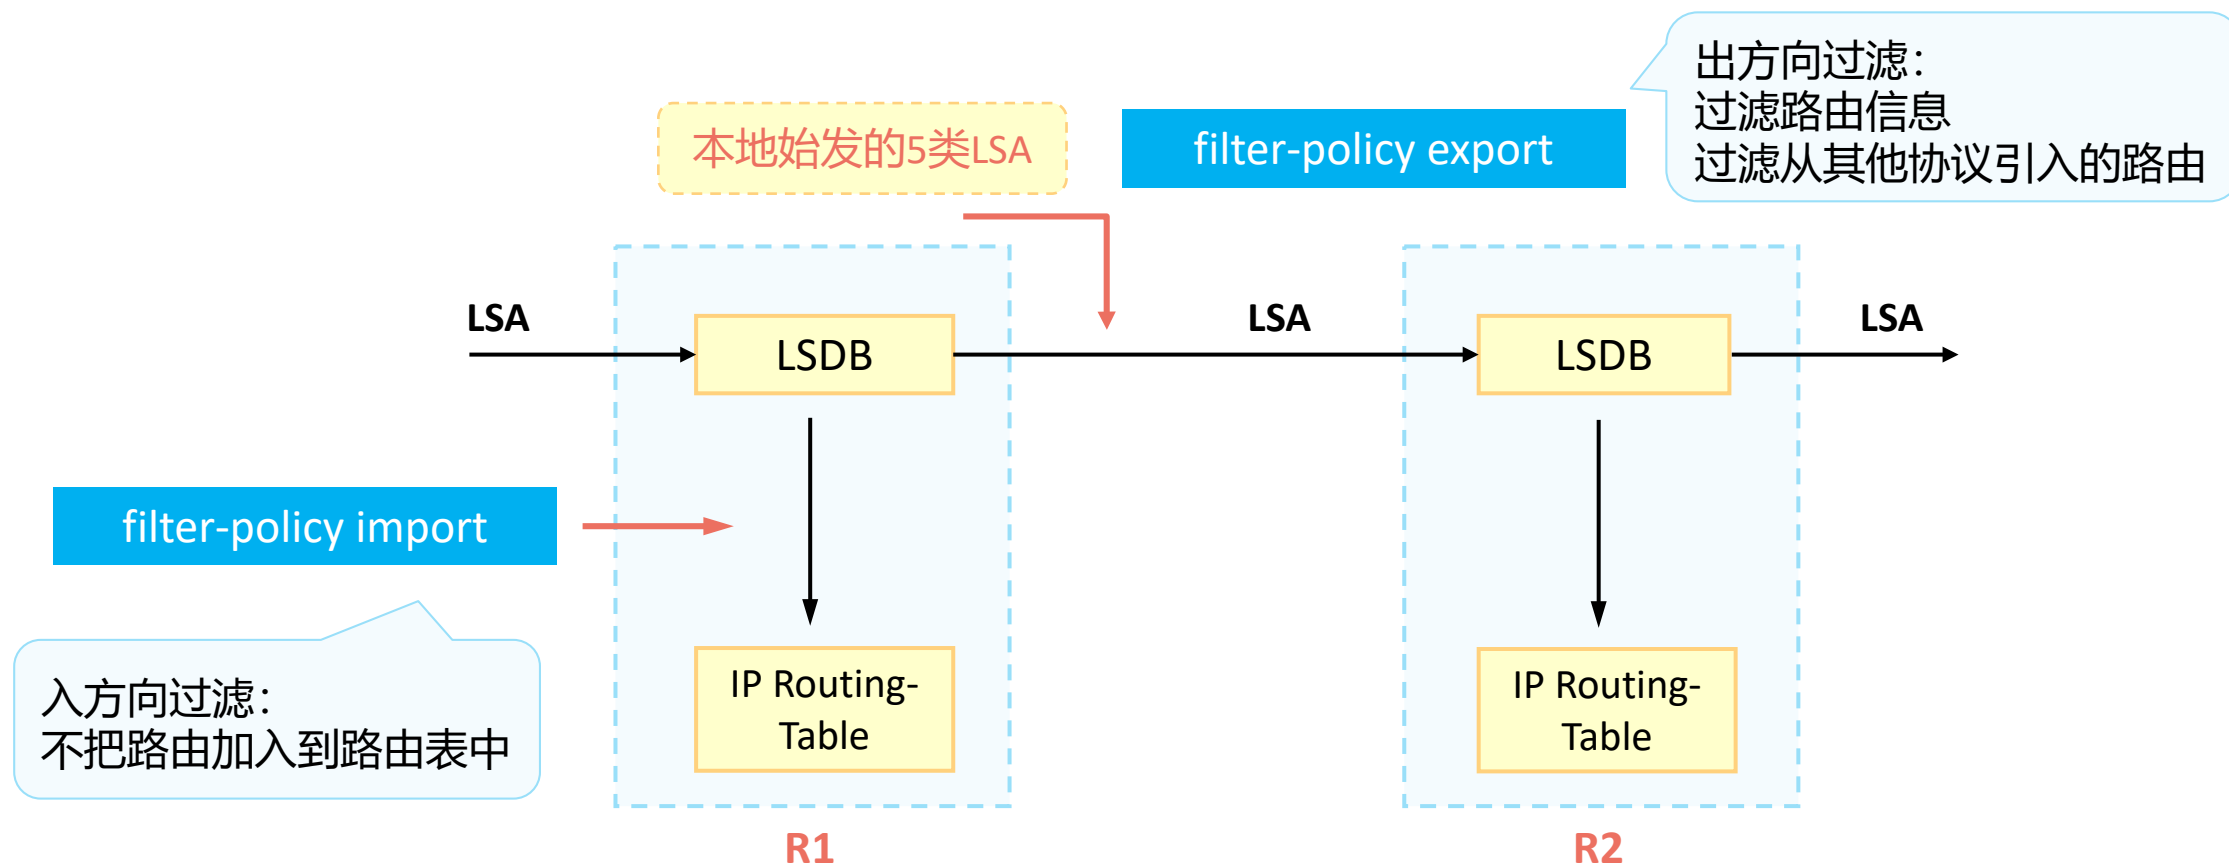 出方向过滤：
过滤路由信息
过滤从其他协议引入的路由
本地始发的5类LSA
filter-policy export
LSA
LSDB
LSA
LSDB
LSA
filter-policy import
入方向过滤：
不把路由加入到路由表中
IP Routing-
Table
IP Routing-
Table
R1
R2